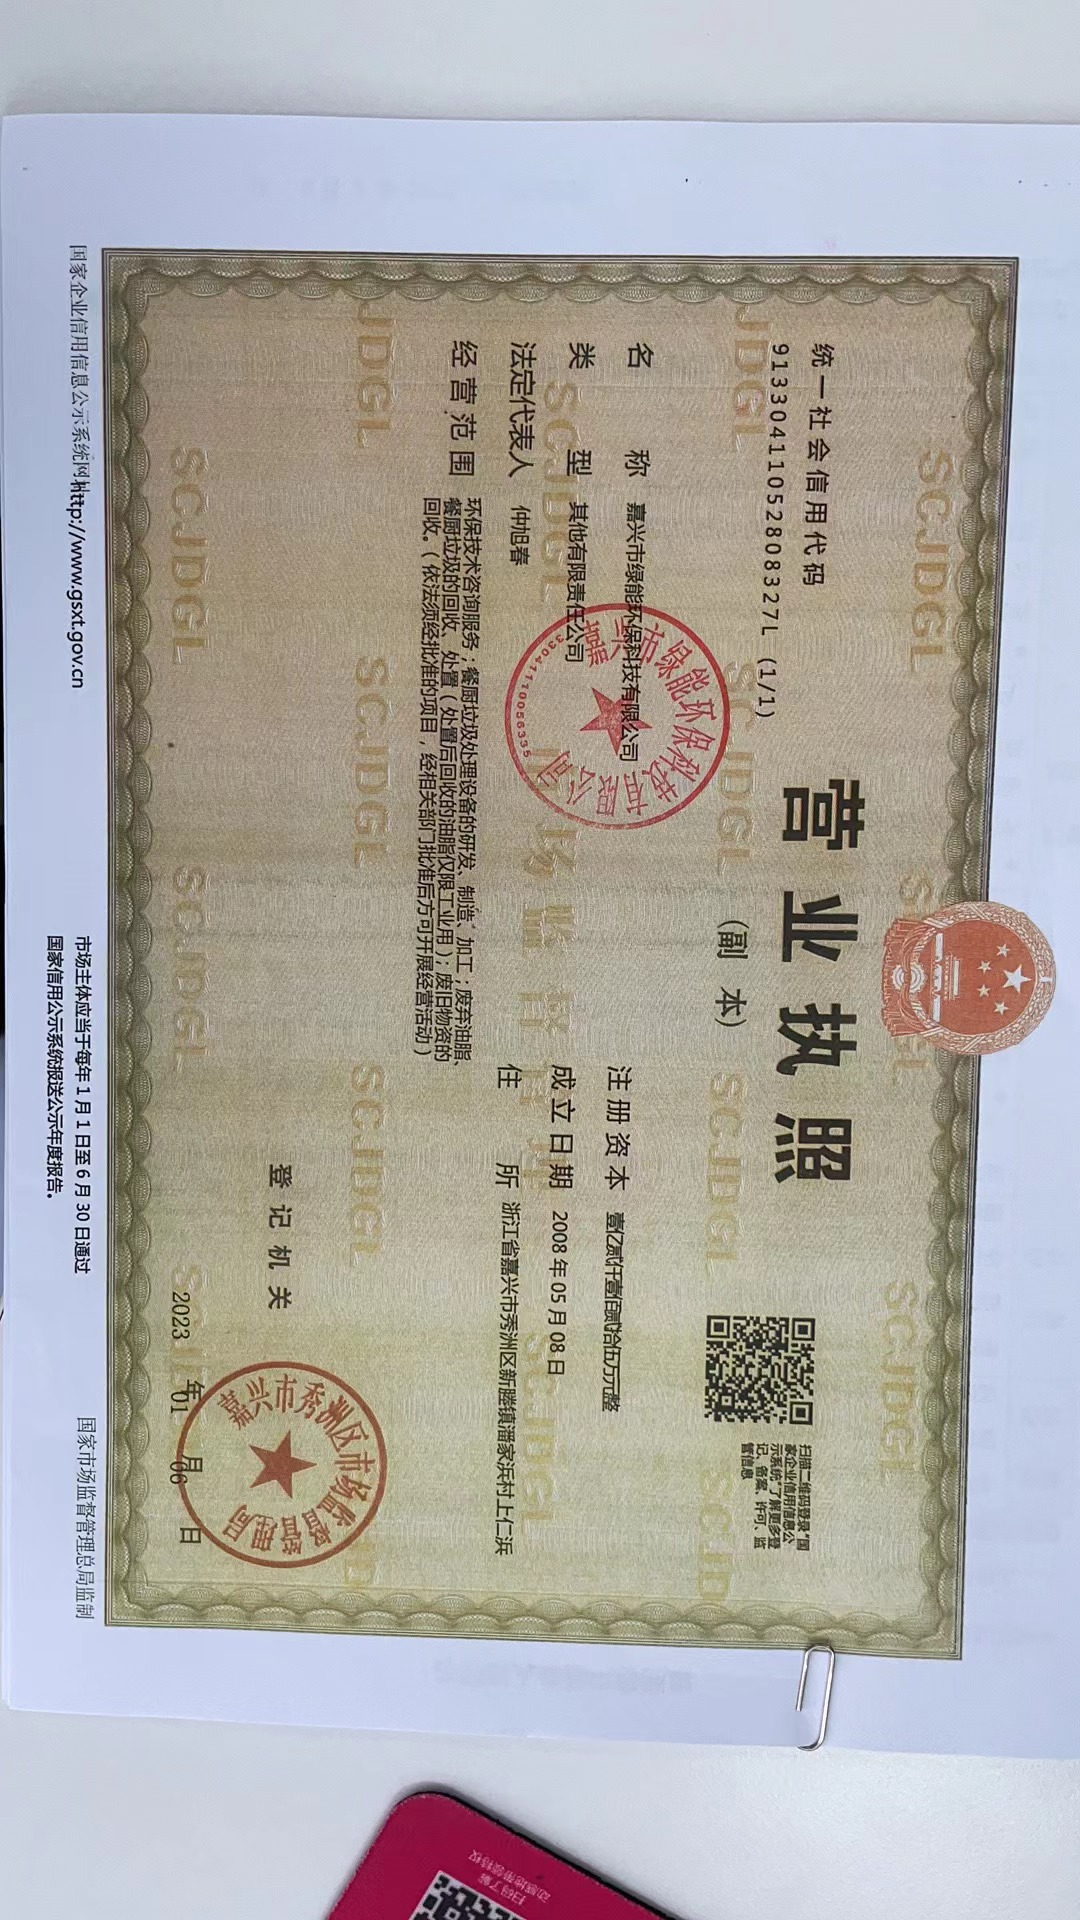 统一社会信用代码
91330411052808327L (1/1)
营业执照
(副 本)
扫描二维码登录“国
家企业信用信息公
示系统”了解更多登
记、备案、许可、监
管信息
名 称 嘉兴市绿能环保科技有限公司
类 型 其他有限责任公司
法定代表人 仲旭春
经营范围 环保技术咨询服务；餐厨垃圾处理设备的研发、制造、加工；废弃油脂、
餐厨垃圾的回收、处置（处置后回收的油脂仅限工业用）；废旧物资的
回收。（依法须经批准的项目，经相关部门批准后方可开展经营活动）
注册资本 壹亿贰仟壹佰贰拾伍万元整
成立日期 2008年05月08日
住 所 浙江省嘉兴市秀洲区新塍镇潘家浜村上仁浜
嘉兴市绿能环保科技有限公司
3304110056335
登记机关
嘉兴市秀洲区市场监督管理局
2023 年 01 月 06 日
国家企业信用信息公示系统网址http://www.gsxt.gov.cn
市场主体应当于每年1月1日至6月30日通过
国家信用公示系统报送公示年度报告。
国家市场监督管理总局监制
扫码了解